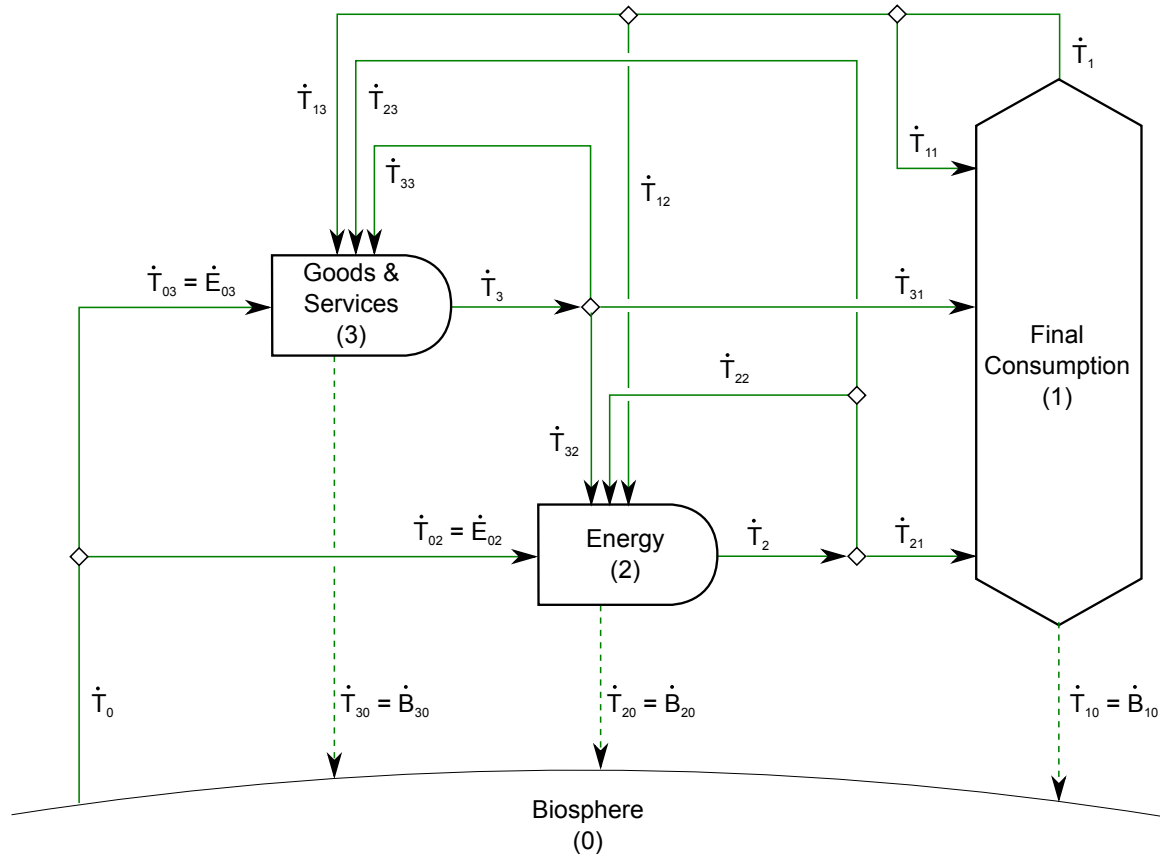 Ṫ₁
Ṫ₁₃
Ṫ₂₃
Ṫ₁₁
Ṫ₃₃
Ṫ₁₂
Ṫ₀₃ = Ė₀₃
Goods &
Services
(3)
Ṫ₃
Ṫ₃₁
Final
Consumption
(1)
Ṫ₂₂
Ṫ₃₂
Ṫ₀₂ = Ė₀₂
Energy
(2)
Ṫ₂
Ṫ₂₁
Ṫ₀
Ṫ₃₀ = Ḃ₃₀
Ṫ₂₀ = Ḃ₂₀
Ṫ₁₀ = Ḃ₁₀
Biosphere
(0)